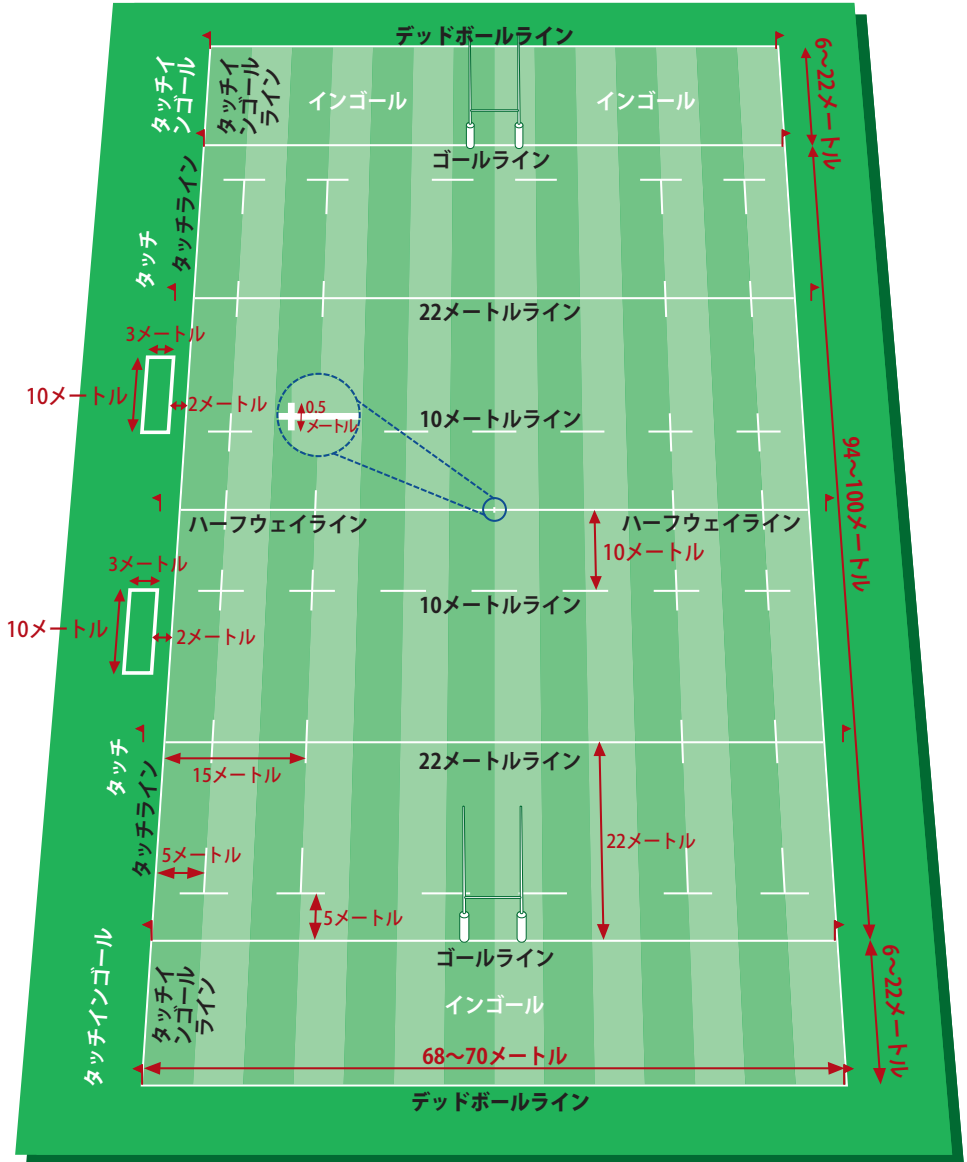 デッドボールライン
タッチイ
ンゴール
タッチイ
ンゴール
ライン
インゴール
インゴール
6~22メートル
ゴールライン
タッチライン
タッチ
22メートルライン
3メートル
10メートル
2メートル
0.5
メートル
10メートルライン
94~100メートル
ハーフウェイライン
ハーフウェイライン
10メートル
3メートル
10メートルライン
10メートル
2メートル
タッチ
22メートルライン
15メートル
タッチライン
22メートル
5メートル
5メートル
タッチインゴール
ゴールライン
タッチイ
ンゴール
ライン
インゴール
6~22メートル
68~70メートル
デッドボールライン